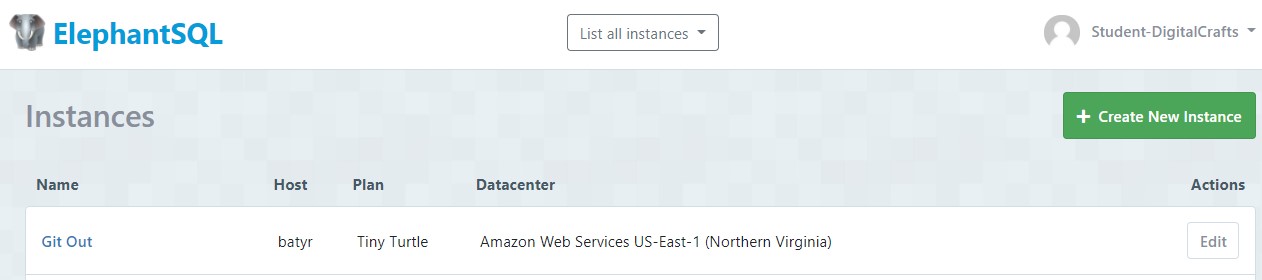 ElephantSQL List all instances Student-DigitalCrafts
Instances + Create New Instance
Name Host Plan Datacenter Actions
Git Out batyr Tiny Turtle Amazon Web Services US-East-1 (Northern Virginia) Edit